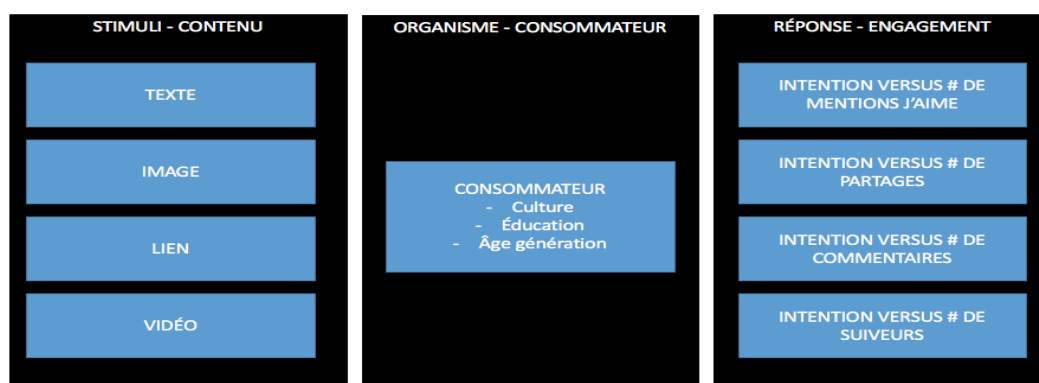 STIMULI - CONTENU
TEXTE
IMAGE
LIEN
VIDÉO
ORGANISME - CONSOMMATEUR
CONSOMMATEUR
- Culture
- Éducation
- Âge génération
RÉPONSE - ENGAGEMENT
INTENTION VERSUS # DE
MENTIONS J'AIME
INTENTION VERSUS # DE
PARTAGES
INTENTION VERSUS # DE
COMMENTAIRES
INTENTION VERSUS # DE
SUIVEURS